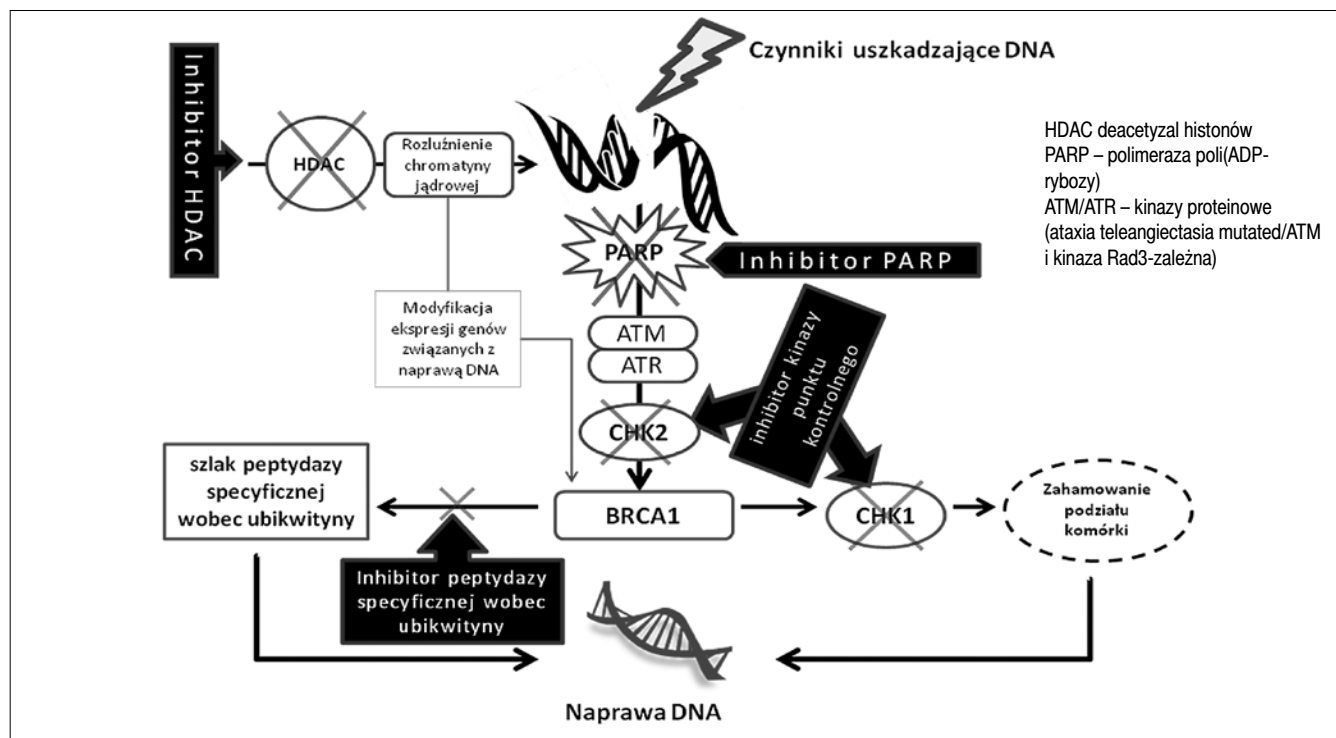 Czynniki uszkadzające DNA
Inhibitor HDAC
HDAC
Rozluźnienie
chromatyny
jądrowej
HDAC deacetyzal histonów
PARP – polimeraza poli(ADP-
rybozy)
ATM/ATR – kinazy proteinowe
(ataxia teleangiectasia mutated/ATM
i kinaza Rad3-zależna)
PARP
Inhibitor PARP
Modyfikacja
ekspresji genów
związanych z
naprawą DNA
ATM
ATR
inhibitor kinazy
punktu
kontrolnego
CHK2
szlak peptydazy
specyficznej
wobec ubikwityny
BRCA1
CHK1
Zahamowanie
podziału
komórki
Inhibitor peptydazy
specyficznej wobec
ubikwityny
Naprawa DNA